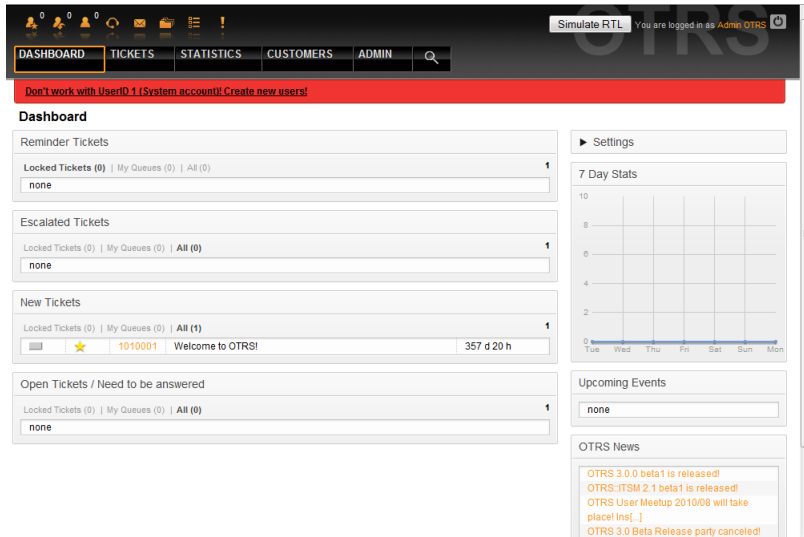 0 0 0
Simulate RTL You are logged in as Admin OTRS
OTRS
DASHBOARD TICKETS STATISTICS CUSTOMERS ADMIN
Don't work with UserID 1 (System account)! Create new users!
Dashboard
Reminder Tickets
Locked Tickets (0) | My Queues (0) | All (0) 1
none
Escalated Tickets
Locked Tickets (0) | My Queues (0) | All (0) 1
none
New Tickets
Locked Tickets (0) | My Queues (0) | All (1) 1
1010001 Welcome to OTRS! 357 d 20 h
Open Tickets / Need to be answered
Locked Tickets (0) | My Queues (0) | All (0) 1
none
Settings
7 Day Stats
10
8
6
4
2
0
Tue Wed Thu Fri Sat Sun Mon
Upcoming Events
none
OTRS News
OTRS 3.0.0 beta1 is released!
OTRS::ITSM 2.1 beta1 is released!
OTRS User Meetup 2010/08 will take
place! Ins[...]
OTRS 3.0 Beta Release party canceled!